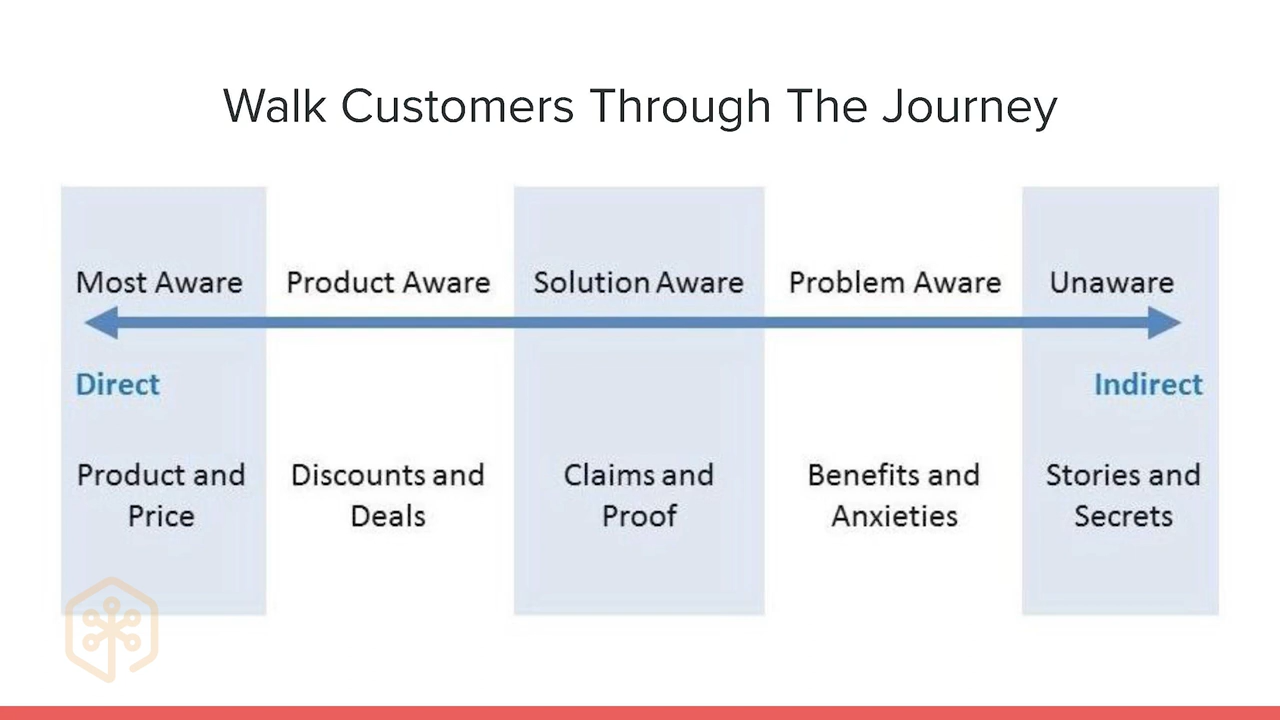 Walk Customers Through The Journey
Most Aware
Product Aware
Solution Aware
Problem Aware
Unaware
Direct
Indirect
Product and
Price
Discounts and
Deals
Claims and
Proof
Benefits and
Anxieties
Stories and
Secrets